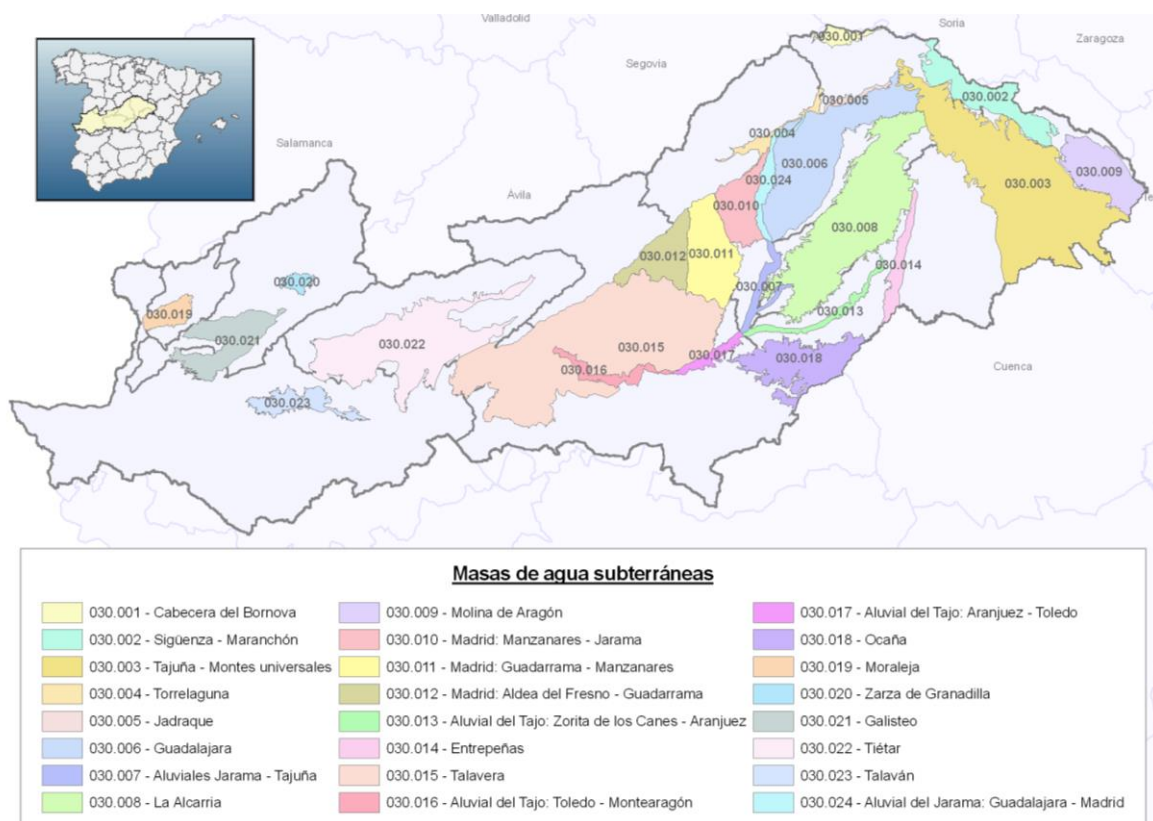 Valladolid
Soria
Zaragoza
Segovia
Salamanca
Ávila
Cuenca
Te
030.001
030.002
030.005
030.004
030.006
030.024
030.009
030.003
030.010
030.008
030.011
030.012
030.014
030.007
030.013
030.020
030.019
030.021
030.022
030.015
030.017
030.018
030.016
030.023
Masas de agua subterráneas
030.001 - Cabecera del Bornova
030.002 - Sigüenza - Maranchón
030.003 - Tajuña - Montes universales
030.004 - Torrelaguna
030.005 - Jadraque
030.006 - Guadalajara
030.007 - Aluviales Jarama - Tajuña
030.008 - La Alcarria
030.009 - Molina de Aragón
030.010 - Madrid: Manzanares - Jarama
030.011 - Madrid: Guadarrama - Manzanares
030.012 - Madrid: Aldea del Fresno - Guadarrama
030.013 - Aluvial del Tajo: Zorita de los Canes - Aranjuez
030.014 - Entrepeñas
030.015 - Talavera
030.016 - Aluvial del Tajo: Toledo - Montearagón
030.017 - Aluvial del Tajo: Aranjuez - Toledo
030.018 - Ocaña
030.019 - Moraleja
030.020 - Zarza de Granadilla
030.021 - Galisteo
030.022 - Tiétar
030.023 - Talaván
030.024 - Aluvial del Jarama: Guadalajara - Madrid